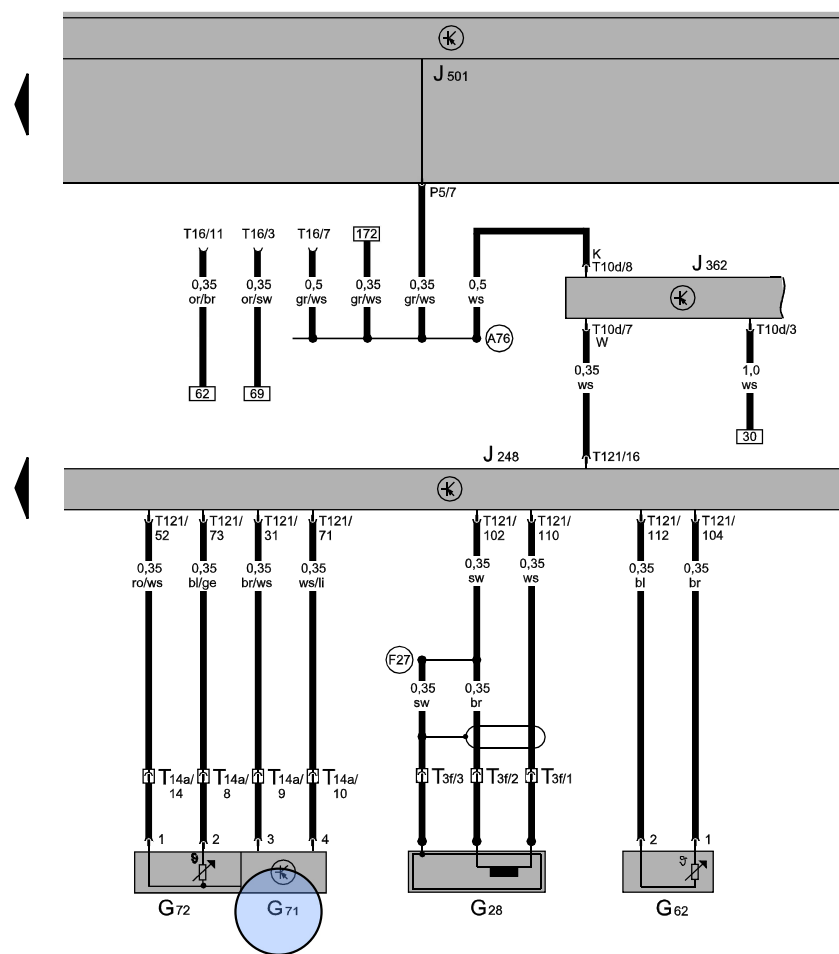 J 501
P5/7
T16/11 T16/3 T16/7 172
K
T10d/8 J 362
0,35 0,35 0,5 0,35 0,35 0,5
or/br or/sw gr/ws gr/ws gr/ws ws
A76
T10d/7 T10d/3
W
0,35 1,0
ws ws
62 69
30
J 248 T121/16
T121/ T121/ T121/ T121/ T121/ T121/ T121/ T121/
52 73 31 71 102 110 112 104
0,35 0,35 0,35 0,35 0,35 0,35 0,35 0,35
ro/ws bl/ge br/ws ws/li sw ws bl br
F27
0,35 0,35
sw br
T14a/ T14a/ T14a/ T14a/ T3f/3 T3f/2 T3f/1
14 8 9 10
1 2 3 4 2 1
ϑ ϑ
G72 G71 G28 G62